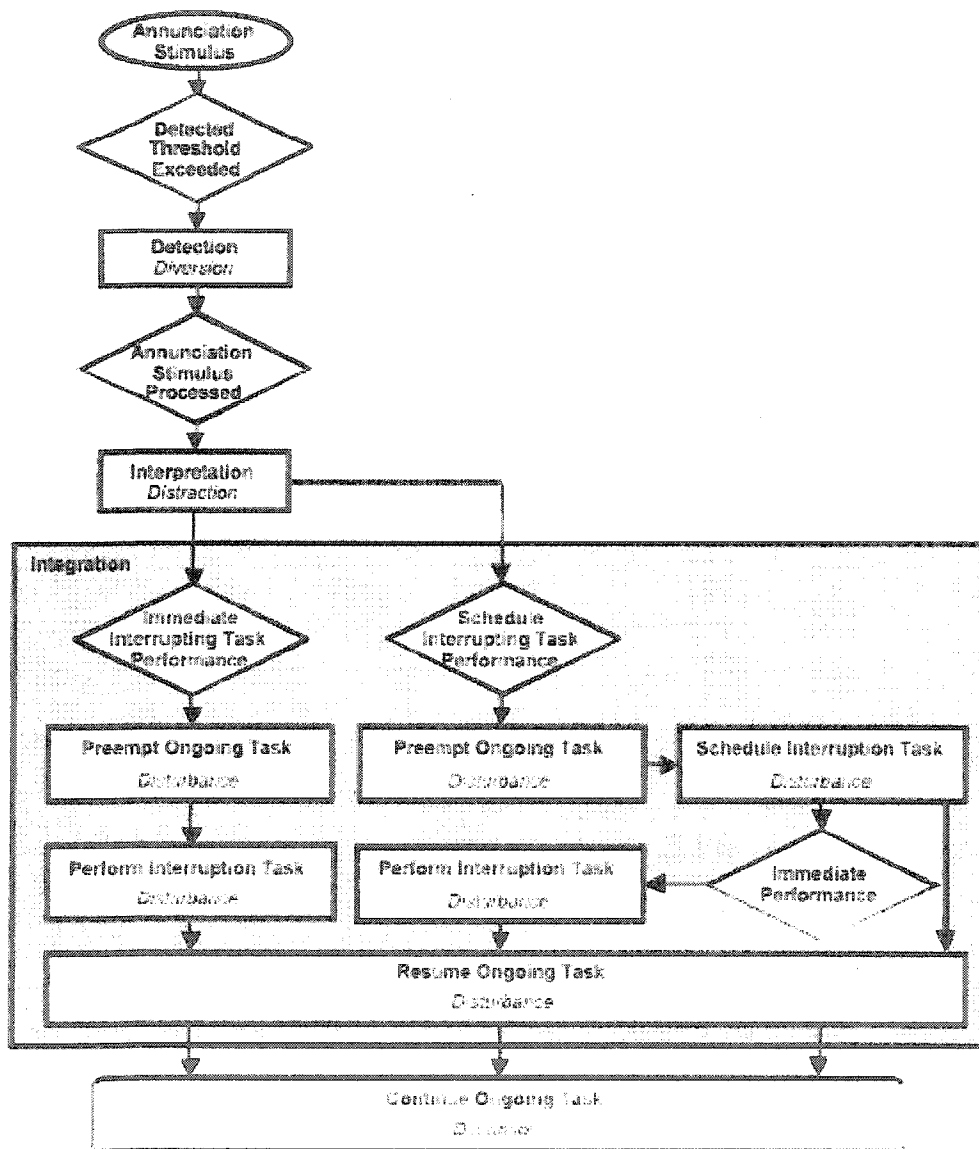 Annunciation
Stimulus
Detected
Threshold
Exceeded
Detection
Diversion
Annunciation
Stimulus
Processed
Interpretation
Distraction
Integration
Immediate
Interrupting Task
Performance
Schedule
Interrupting Task
Performance
Preempt Ongoing Task
Disturbance
Preempt Ongoing Task
Disturbance
Schedule Interruption Task
Disturbance
Perform Interruption Task
Disturbance
Perform Interruption Task
Disturbance
Immediate
Performance
Resume Ongoing Task
Disturbance
Continue Ongoing Task